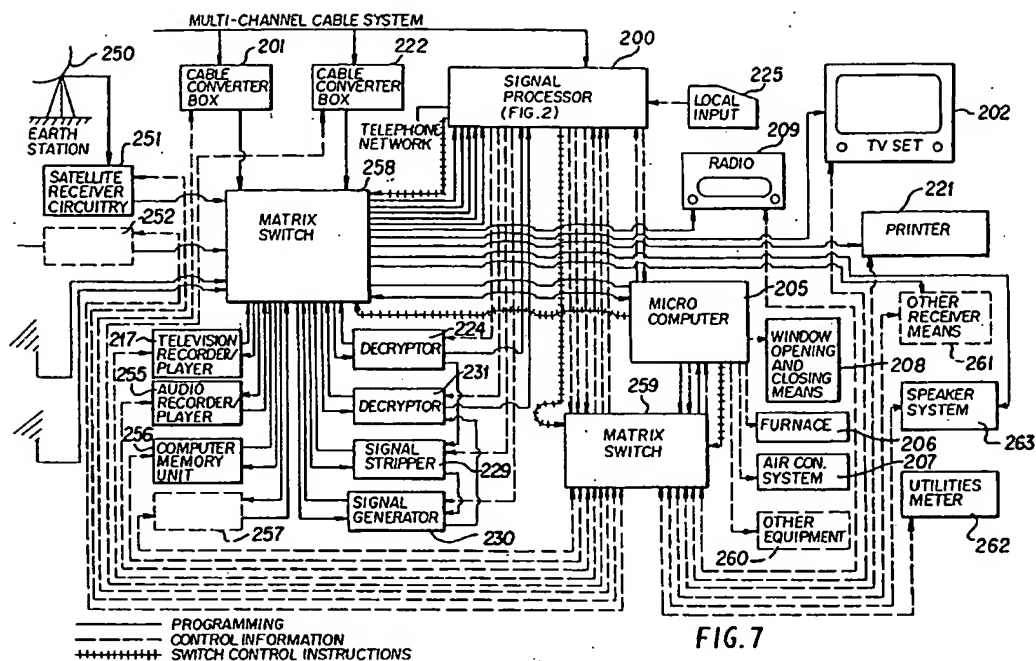 MULTI-CHANNEL CABLE SYSTEM
250
201
222
200
CABLE
CONVERTER
BOX
CABLE
CONVERTER
BOX
SIGNAL
PROCESSOR
(FIG.2)
225
LOCAL
INPUT
202
TV SET
EARTH
STATION
251
TELEPHONE
NETWORK
209
RADIO
SATELLITE
RECEIVER
CIRCUITRY
258
221
PRINTER
252
MATRIX
SWITCH
205
MICRO
COMPUTER
OTHER
RECEIVER
MEANS
261
217
TELEVISION
RECORDER/
PLAYER
224
DECRYPTOR
WINDOW
OPENING
AND
CLOSING
MEANS
208
255
AUDIO
RECORDER/
PLAYER
231
DECRYPTOR
259
SPEAKER
SYSTEM
263
256
COMPUTER
MEMORY
UNIT
SIGNAL
STRIPPER
229
MATRIX
SWITCH
FURNACE
206
207
AIR CON.
SYSTEM
UTILITIES
METER
262
257
SIGNAL
GENERATOR
230
OTHER
EQUIPMENT
260
PROGRAMMING
CONTROL INFORMATION
SWITCH CONTROL INSTRUCTIONS
FIG.7